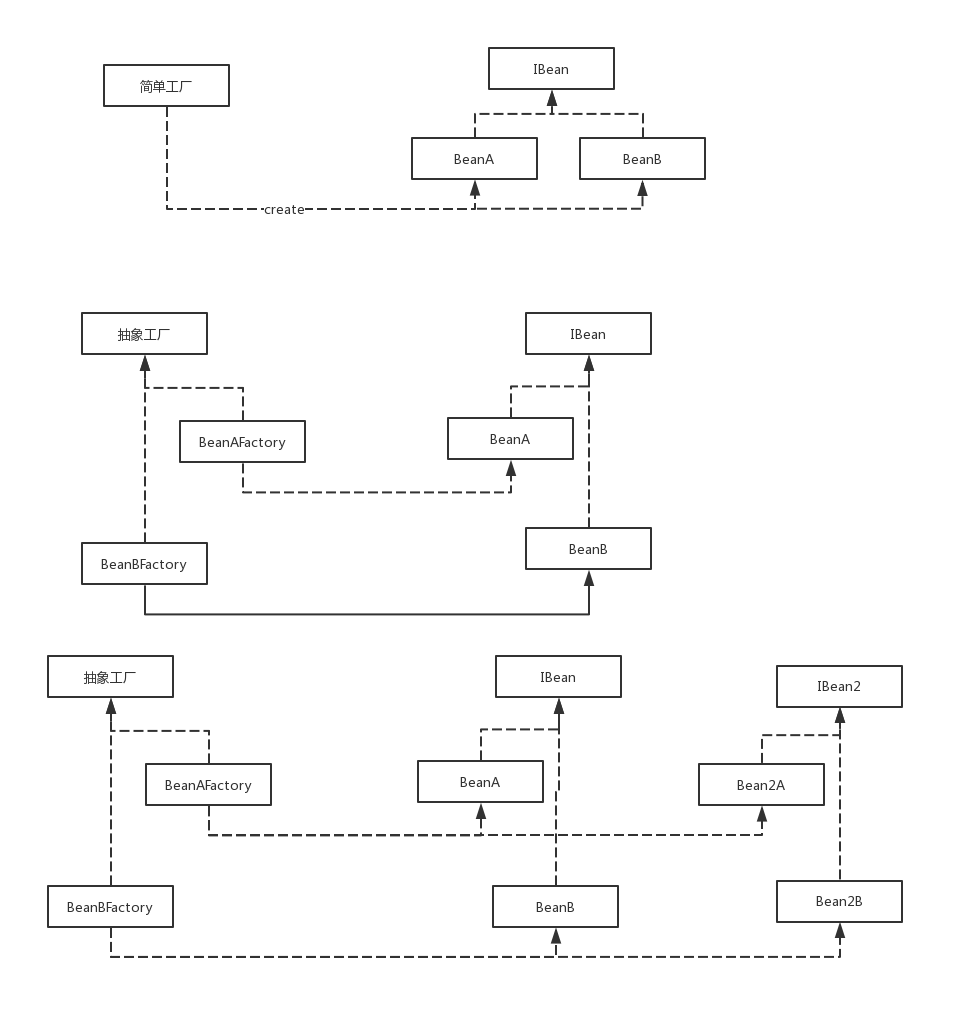 简单工厂
IBean
BeanA
BeanB
create
抽象工厂
IBean
BeanAFactory
BeanA
BeanBFactory
BeanB
抽象工厂
IBean
IBean2
BeanAFactory
BeanA
Bean2A
BeanBFactory
BeanB
Bean2B